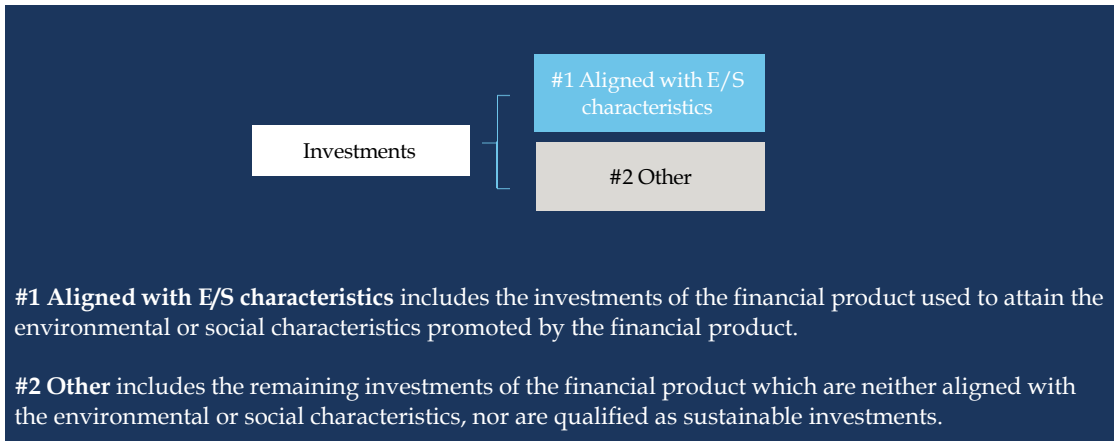 #1 Aligned with E/S
characteristics
Investments
#2 Other
#1 Aligned with E/S characteristics includes the investments of the financial product used to attain the
environmental or social characteristics promoted by the financial product.
#2 Other includes the remaining investments of the financial product which are neither aligned with
the environmental or social characteristics, nor are qualified as sustainable investments.